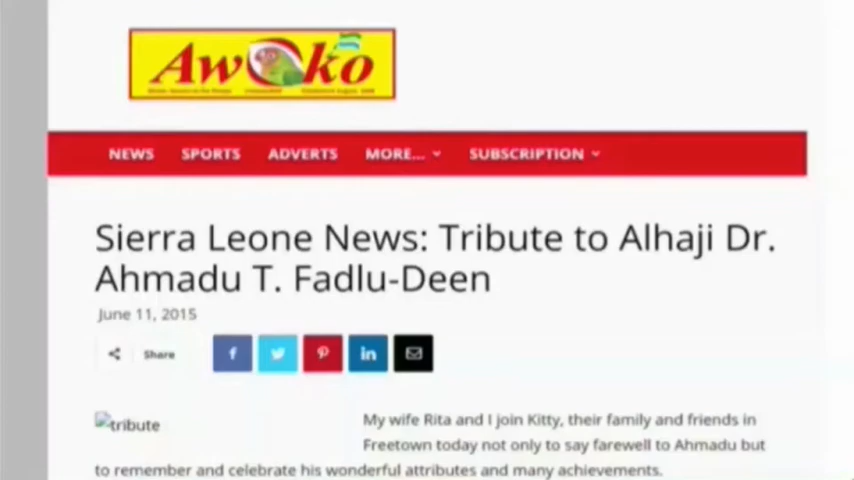 Awoko
NEWS SPORTS ADVERTS MORE... SUBSCRIPTION
Sierra Leone News: Tribute to Alhaji Dr.
Ahmadu T. Fadlu-Deen
June 11, 2015
Share f in
tribute
My wife Rita and I join Kitty, their family and friends in
Freetown today not only to say farewell to Ahmadu but
to remember and celebrate his wonderful attributes and many achievements.